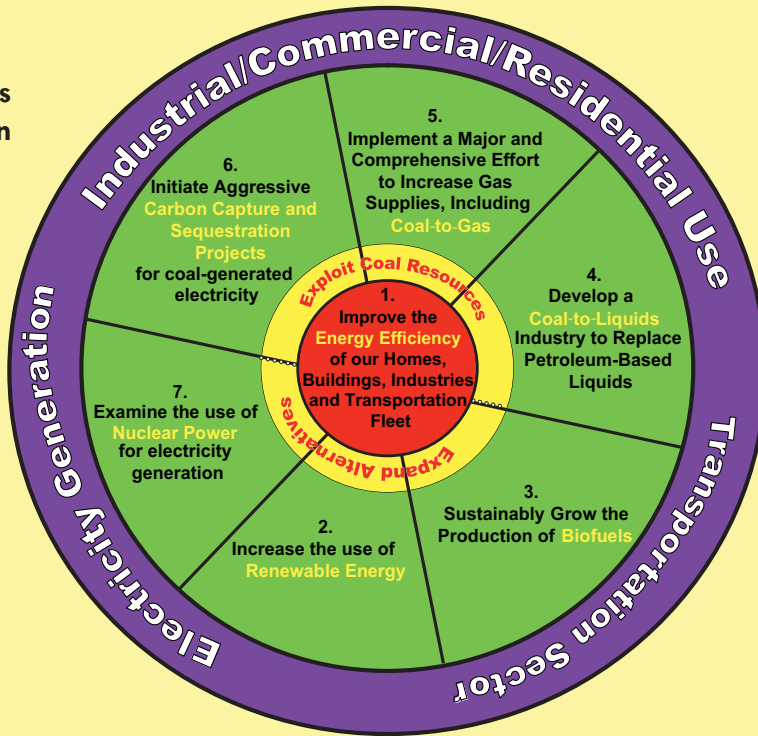 s
n
Industrial/Commercial/Residential Use
Transportation Sector
Electricity Generation
Exploit Coal Resources
Expand Alternatives
1.
Improve the
Energy Efficiency
of our Homes,
Buildings, Industries
and Transportation
Fleet
2.
Increase the use of
Renewable Energy
3.
Sustainably Grow the
Production of Biofuels
4.
Develop a
Coal-to-Liquids
Industry to Replace
Petroleum-Based
Liquids
5.
Implement a Major and
Comprehensive Effort
to Increase Gas
Supplies, Including
Coal-to-Gas
6.
Initiate Aggressive
Carbon Capture and
Sequestration
Projects
for coal-generated
electricity
7.
Examine the use of
Nuclear Power
for electricity
generation